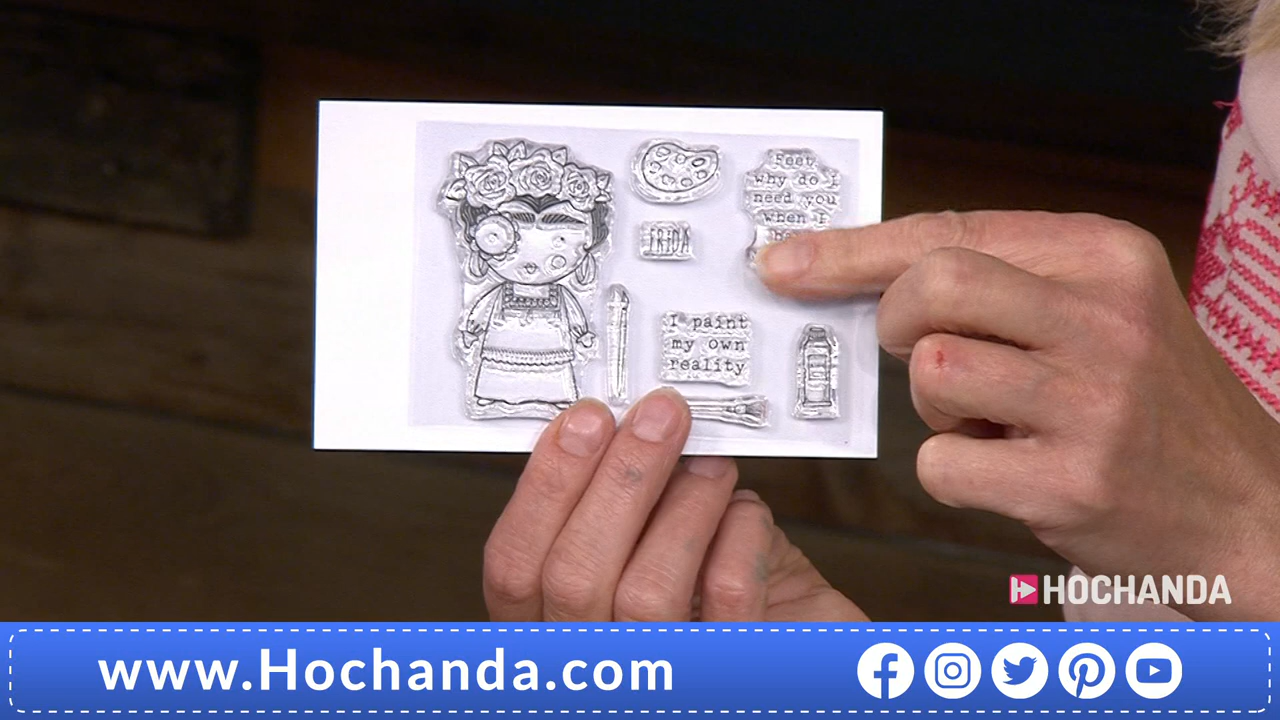 Feet,
why do I
need you
when I
FRIDA
I paint
my own
reality
HOCHANDA
www.Hochanda.com